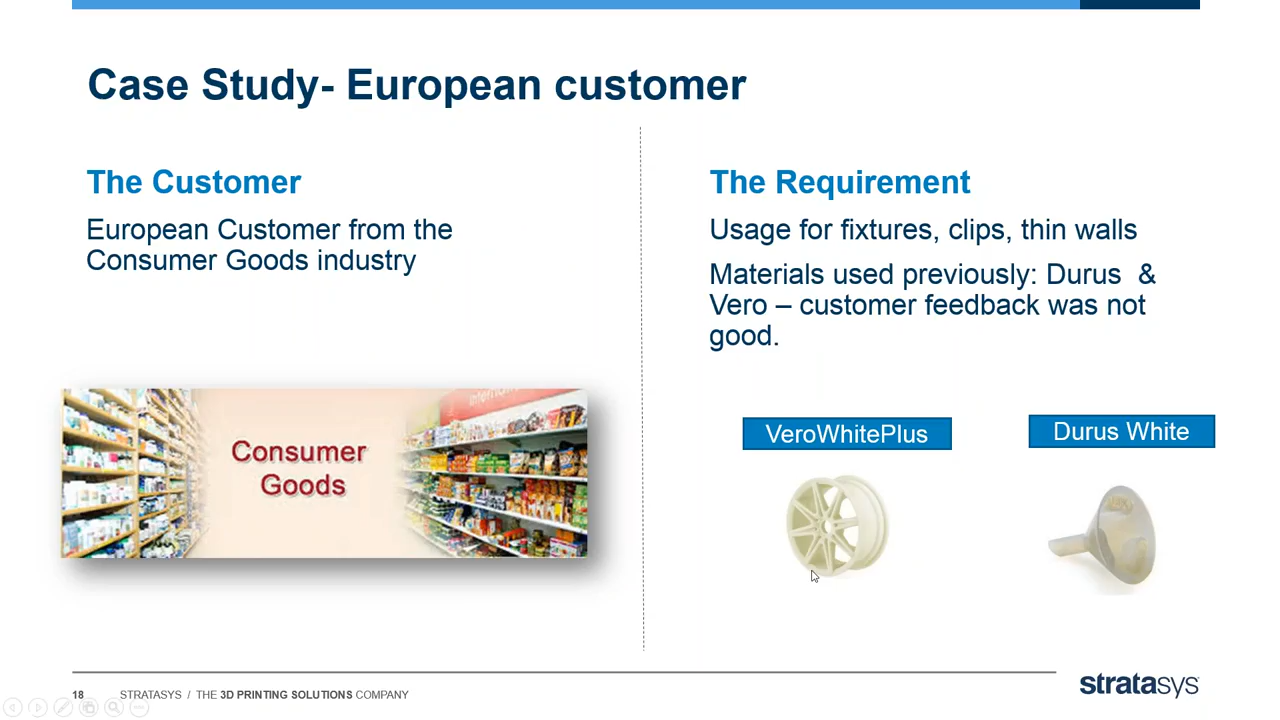 Case Study- European customer
The Customer
European Customer from the
Consumer Goods industry
Consumer
Goods
The Requirement
Usage for fixtures, clips, thin walls
Materials used previously: Durus & 
Vero – customer feedback was not
good.
VeroWhitePlus
Durus White
18 STRATASYS / THE 3D PRINTING SOLUTIONS COMPANY
stratasys